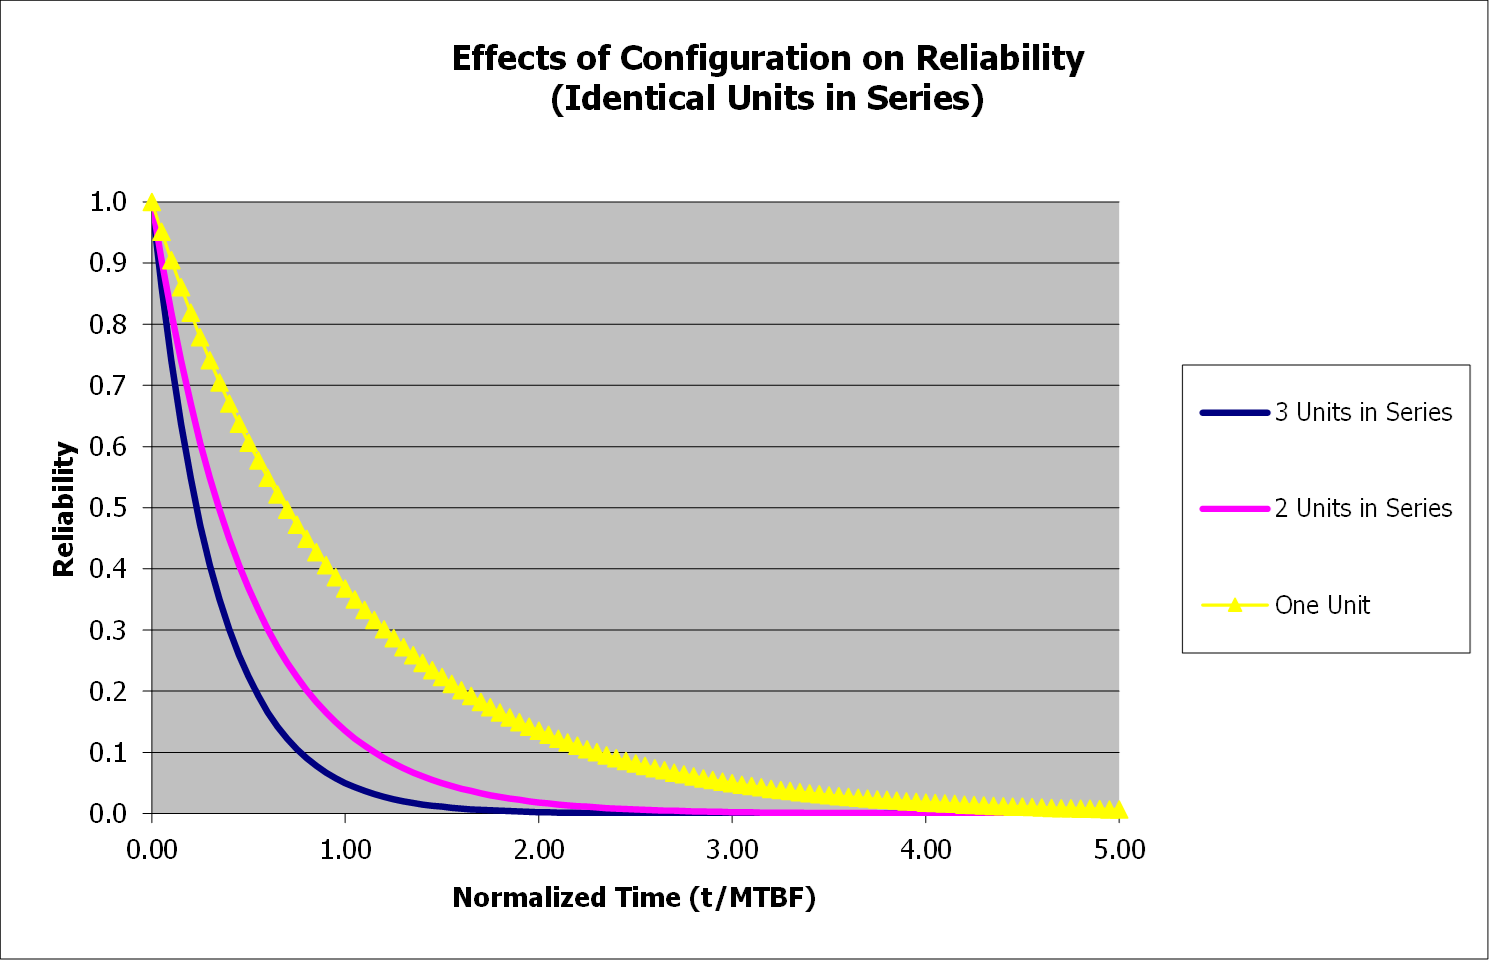 Effects of Configuration on Reliability
(Identical Units in Series)
1.0
0.9
0.8
0.7
0.6
0.5
0.4
0.3
0.2
0.1
0.0
Reliability
0.00 1.00 2.00 3.00 4.00 5.00
Normalized Time (t/MTBF)
3 Units in Series
2 Units in Series
One Unit